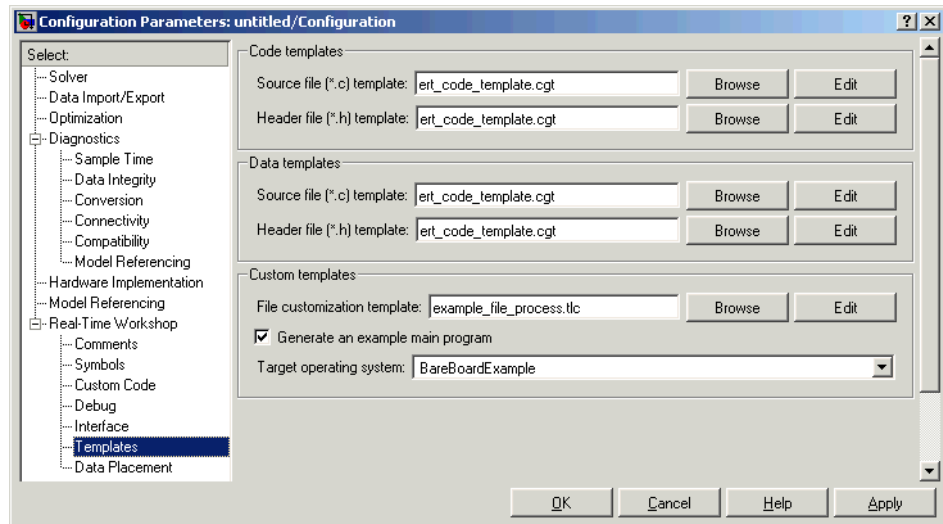 Configuration Parameters: untitled/Configuration
Select:
Solver
Data Import/Export
Optimization
Diagnostics
Sample Time
Data Integrity
Conversion
Connectivity
Compatibility
Model Referencing
Hardware Implementation
Model Referencing
Real-Time Workshop
Comments
Symbols
Custom Code
Debug
Interface
Templates
Data Placement
Code templates
Source file (*.c) template: ert_code_template.cgt Browse Edit
Header file (*.h) template: ert_code_template.cgt Browse Edit
Data templates
Source file (*.c) template: ert_code_template.cgt Browse Edit
Header file (*.h) template: ert_code_template.cgt Browse Edit
Custom templates
File customization template: example_file_process.tlc Browse Edit
Generate an example main program
Target operating system: BareBoardExample
OK Cancel Help Apply